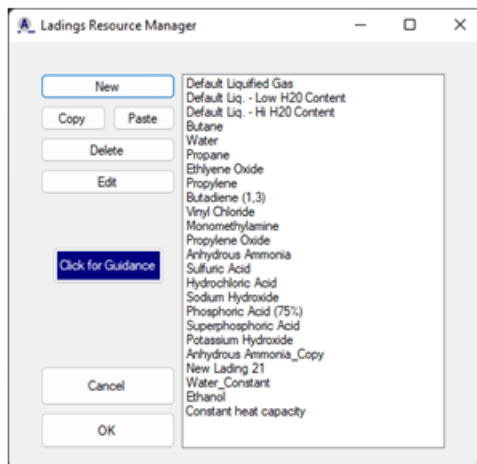 Ladings Resource Manager
New
Copy
Paste
Delete
Edit
Click for Guidance
Cancel
OK
Default Liquified Gas
Default Liq. - Low H20 Content
Default Liq. - Hi H20 Content
Butane
Water
Propane
Ethlyene Oxide
Propylene
Butadiene (1,3)
Vinyl Chloride
Monomethylamine
Propylene Oxide
Anhydrous Ammonia
Sulfuric Acid
Hydrochloric Acid
Sodium Hydroxide
Phosphoric Acid (75%)
Superphosphoric Acid
Potassium Hydroxide
Anhydrous Ammonia_Copy
New Lading 21
Water_Constant
Ethanol
Constant heat capacity